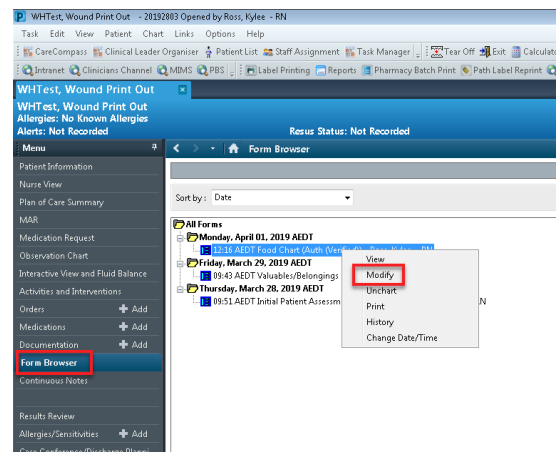 WHTest, Wound Print Out - 20192803 Opened by Ross, Kylee - RN
Task Edit View Patient Chart Links Options Help
CareCompass Clinical Leader Organiser Patient List Staff Assignment Task Manager Tear Off Exit Calculato
Intranet Clinicians Channel MIMS PBS Label Printing Reports Pharmacy Batch Print Path Label Reprint
WHTest, Wound Print Out
WHTest, Wound Print Out
Allergies: No Known Allergies
Alerts: Not Recorded Resus Status: Not Recorded
Menu Form Browser
Patient Information
Nurse View
Plan of Care Summary
Sort by : Date
MAR
Medication Request
Observation Chart
Interactive View and Fluid Balance
Activities and Interventions
Orders Add
Medications Add
Documentation Add
Form Browser
Continuous Notes
Results Review
Allergies/Sensitivities Add
Case Conference/Discharge Planni
All Forms
Monday, April 01, 2019 AEDT
12:16 AEDT Food Chart (Auth (Verified)) - Ross, Kylee - RN
Friday, March 29, 2019 AEDT
09:43 AEDT Valuables/Belongings
Thursday, March 28, 2019 AEDT
09:51 AEDT Initial Patient Assessm N
View
Modify
Unchart
Print
History
Change Date/Time